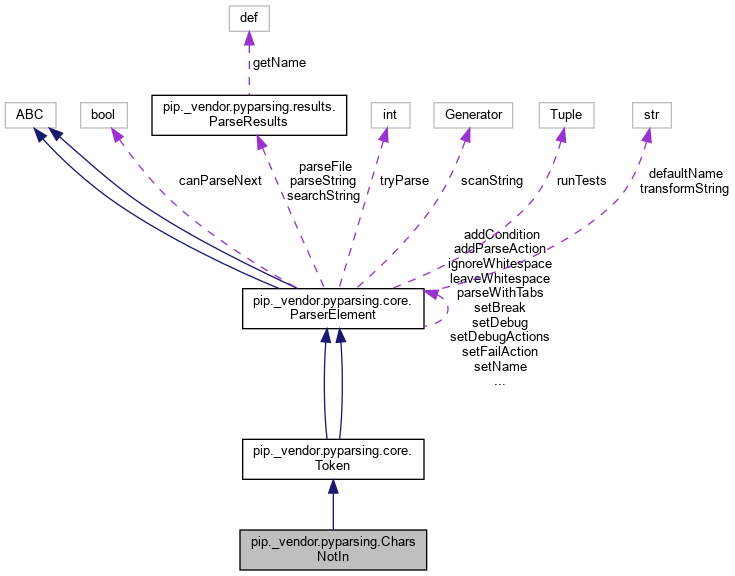 def
getName
ABC
bool
pip._vendor.pyparsing.results.
ParseResults
int
Generator
Tuple
str
canParseNext
parseFile
parseString
searchString
tryParse
scanString
runTests
defaultName
transformString
addCondition
addParseAction
ignoreWhitespace
leaveWhitespace
parseWithTabs
setBreak
setDebug
setDebugActions
setFailAction
setName
...
pip._vendor.pyparsing.core.
ParserElement
pip._vendor.pyparsing.core.
Token
pip._vendor.pyparsing.Chars
NotIn